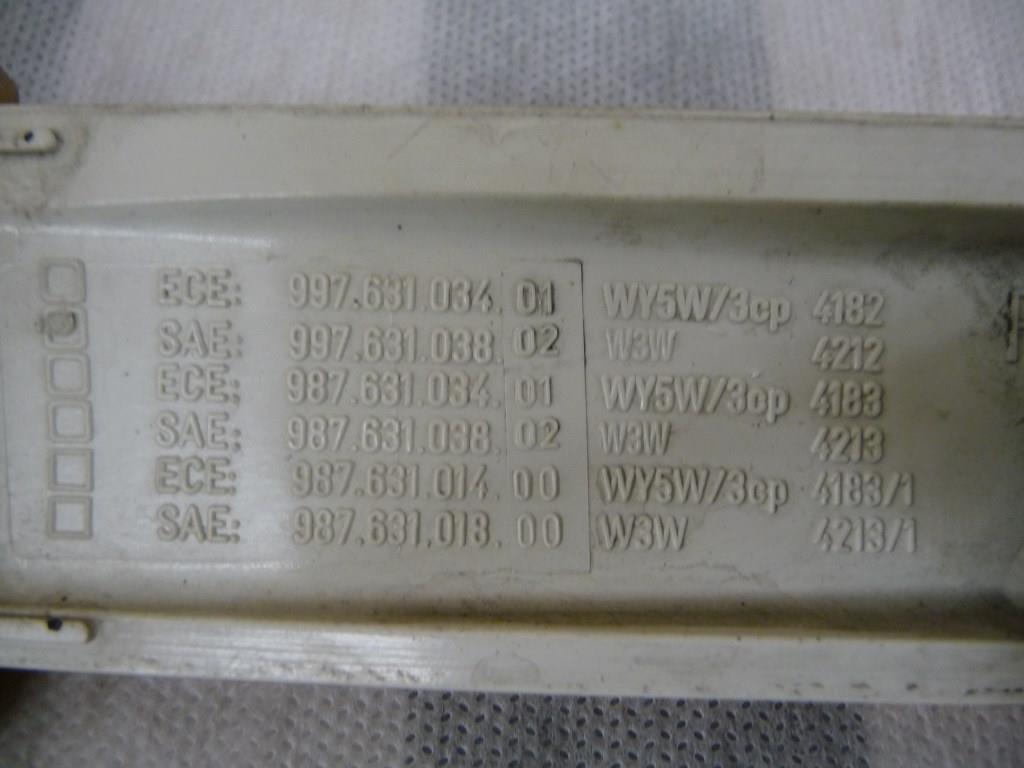 ECE: 997.631.034.01 WY5W/3cp 4182
SAE: 997.631.038.02 W3W 4212
ECE: 987.631.034.01 WY5W/3cp 4183
SAE: 987.631.038.02 W3W 4213
ECE: 987.631.014.00 WY5W/3cp 4183/1
SAE: 987.631.018.00 W3W 4213/1